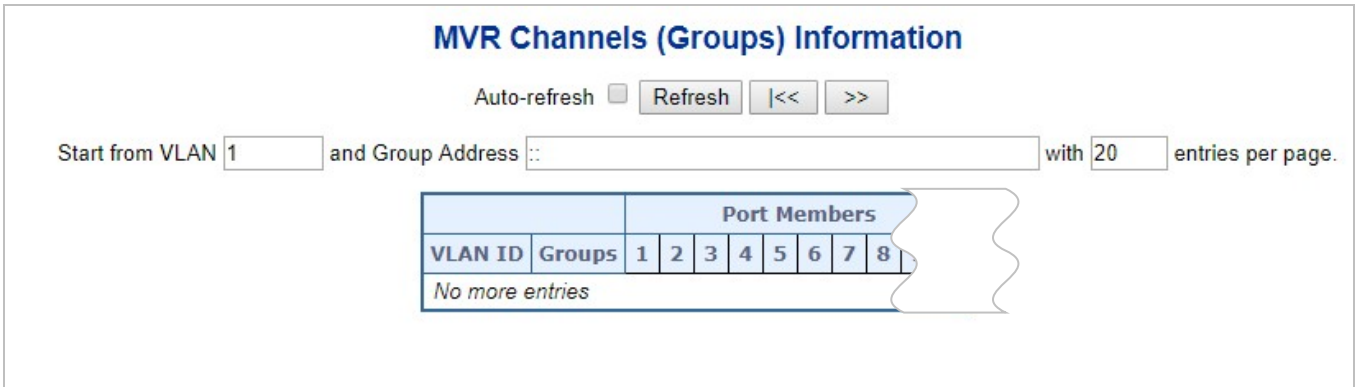 MVR Channels (Groups) Information
Auto-refresh Refresh |<< >>
Start from VLAN 1 and Group Address :: with 20 entries per page.
Port Members
VLAN ID Groups 1 2 3 4 5 6 7 8
No more entries